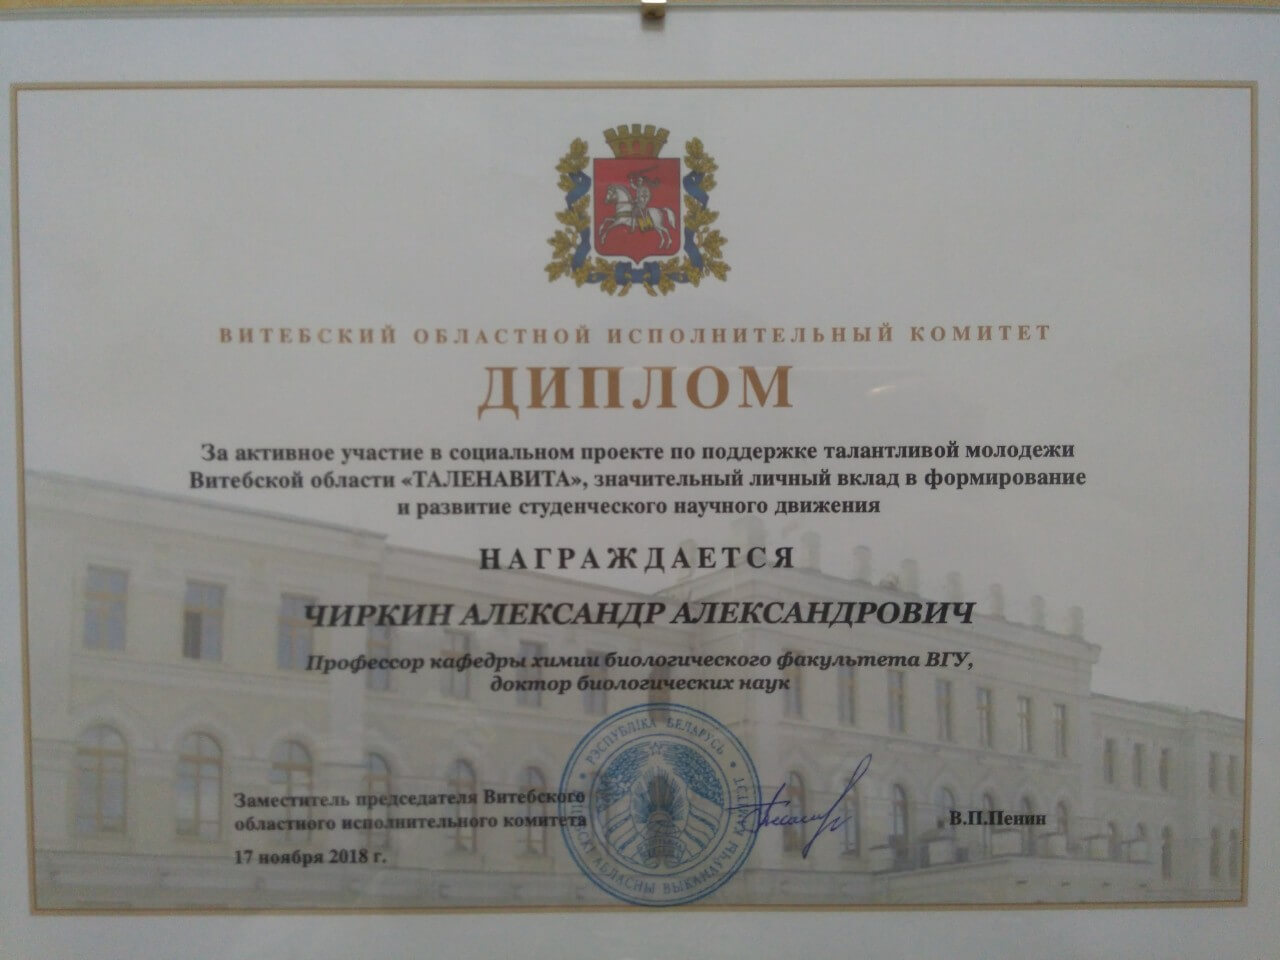 ВИТЕБСКИЙ ОБЛАСТНОЙ ИСПОЛНИТЕЛЬНЫЙ КОМИТЕТ
ДИПЛОМ
За активное участие в социальном проекте по поддержке талантливой молодежи
Витебской области «ТАЛЕНАВИТА», значительный личный вклад в формирование
и развитие студенческого научного движения
НАГРАЖДАЕТСЯ
ЧИРКИН АЛЕКСАНДР АЛЕКСАНДРОВИЧ
Профессор кафедры химии биологического факультета ВГУ,
доктор биологических наук
РЭСПУБЛІКА БЕЛАРУСЬ
АБЛАСНЫ ВЫКАНАЎЧЫ
Заместитель председателя Витебского
областного исполнительного комитета
В.П.Пенин
17 ноября 2018 г.